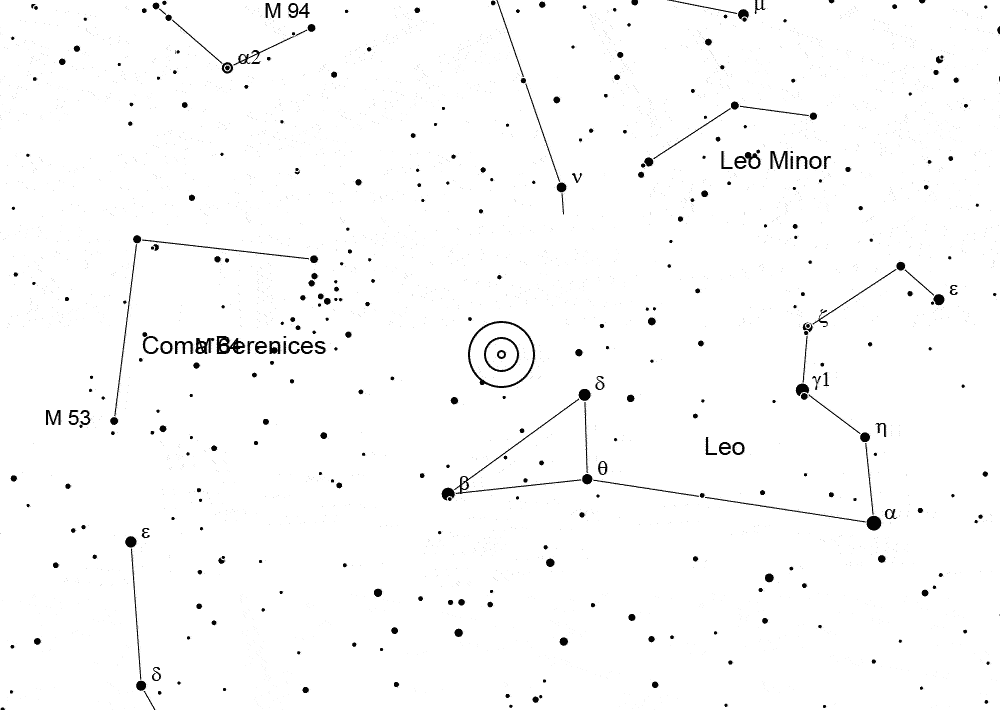 M 94
α2
μ
ν
Leo Minor
ε
ζ
Coma Berenices
M 64
δ
γ1
M 53
Leo
η
θ
β
α
ε
δ